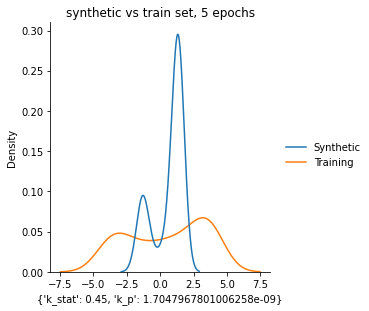 synthetic vs train set, 5 epochs
0.30
0.25
0.20
0.15
0.10
0.05
0.00
Density
−7.5 −5.0 −2.5 0.0 2.5 5.0 7.5
{'k_stat': 0.45, 'k_p': 1.7047967801006258e-09}
Synthetic
Training